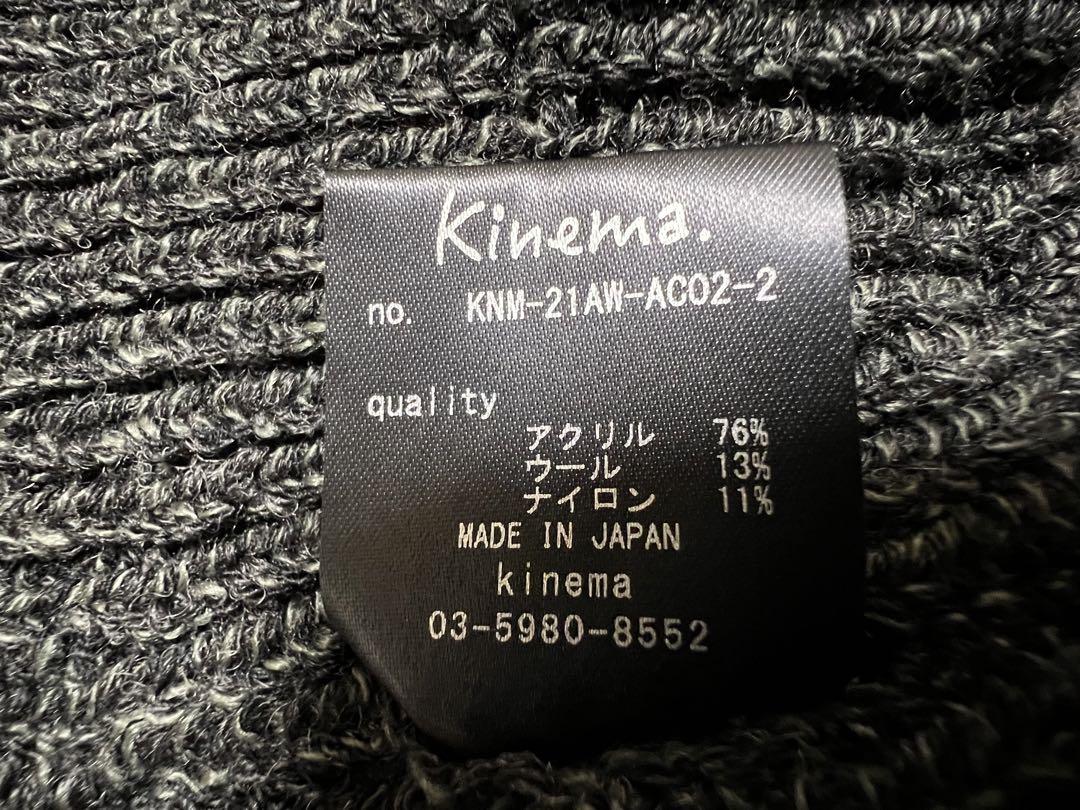 Kinema.
no. KNM-21AW-AC02-2
quality
アクリル 76%
ウール 13%
ナイロン 11%
MADE IN JAPAN
kinema
03-5980-8552